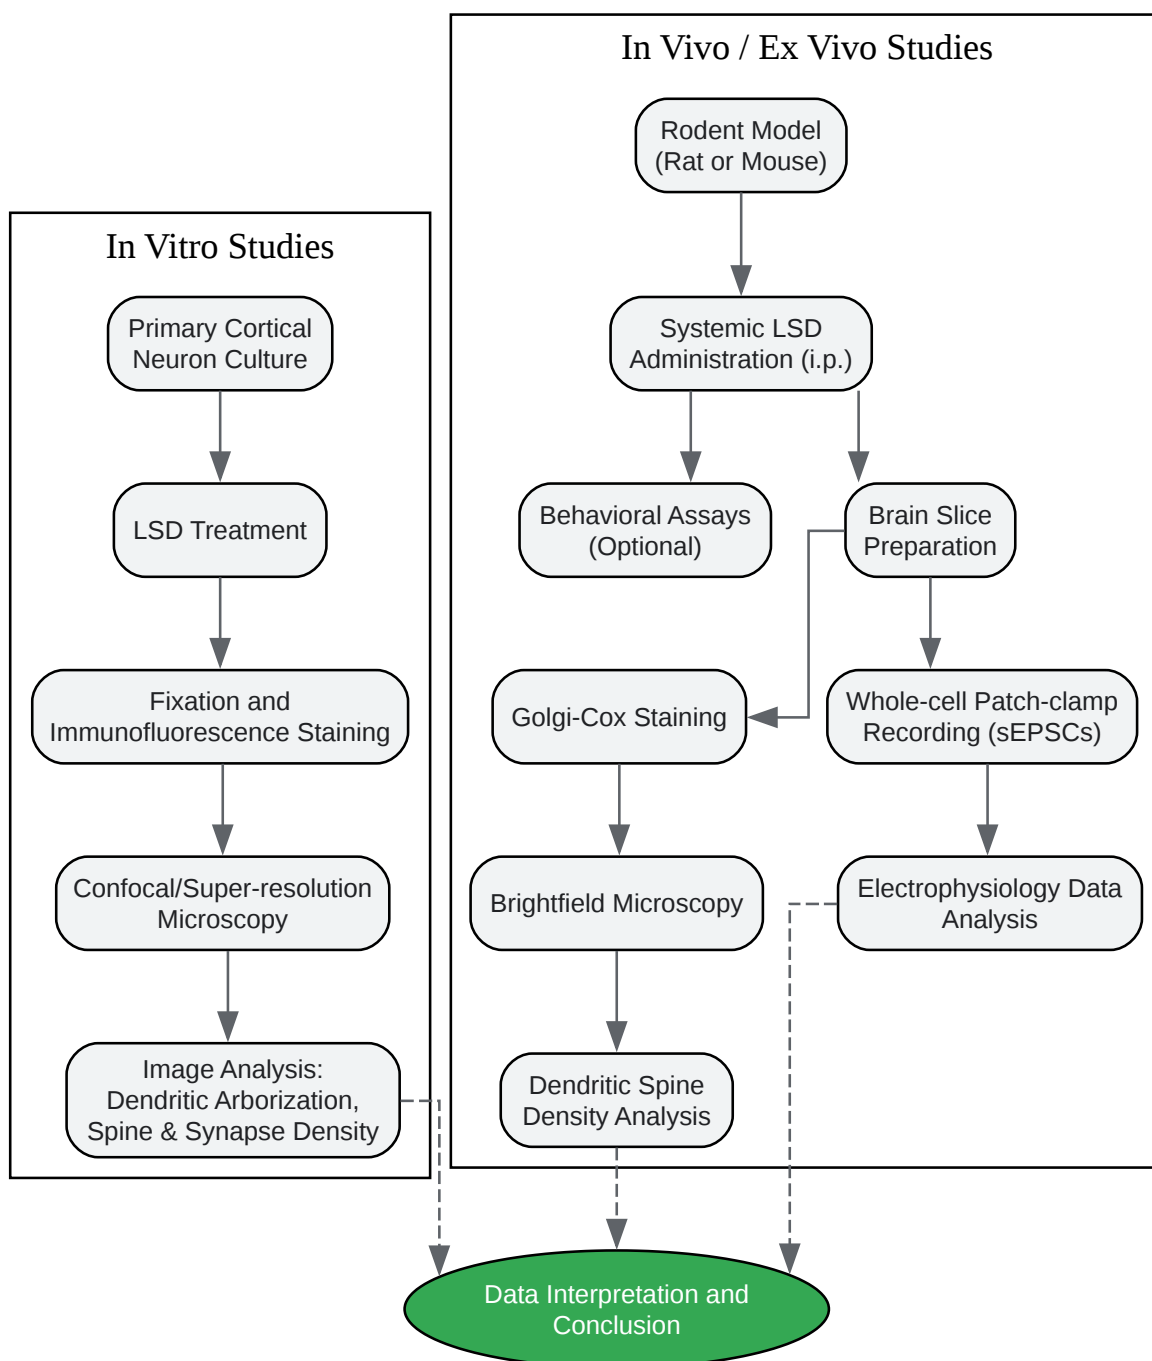 In Vitro Studies
Primary Cortical
Neuron Culture
LSD Treatment
Fixation and
Immunofluorescence Staining
Confocal/Super-resolution
Microscopy
Image Analysis:
Dendritic Arborization,
Spine & Synapse Density
In Vivo / Ex Vivo Studies
Rodent Model
(Rat or Mouse)
Systemic LSD
Administration (i.p.)
Behavioral Assays
(Optional)
Brain Slice
Preparation
Golgi-Cox Staining
Whole-cell Patch-clamp
Recording (sEPSCs)
Brightfield Microscopy
Electrophysiology Data
Analysis
Dendritic Spine
Density Analysis
Data Interpretation and
Conclusion